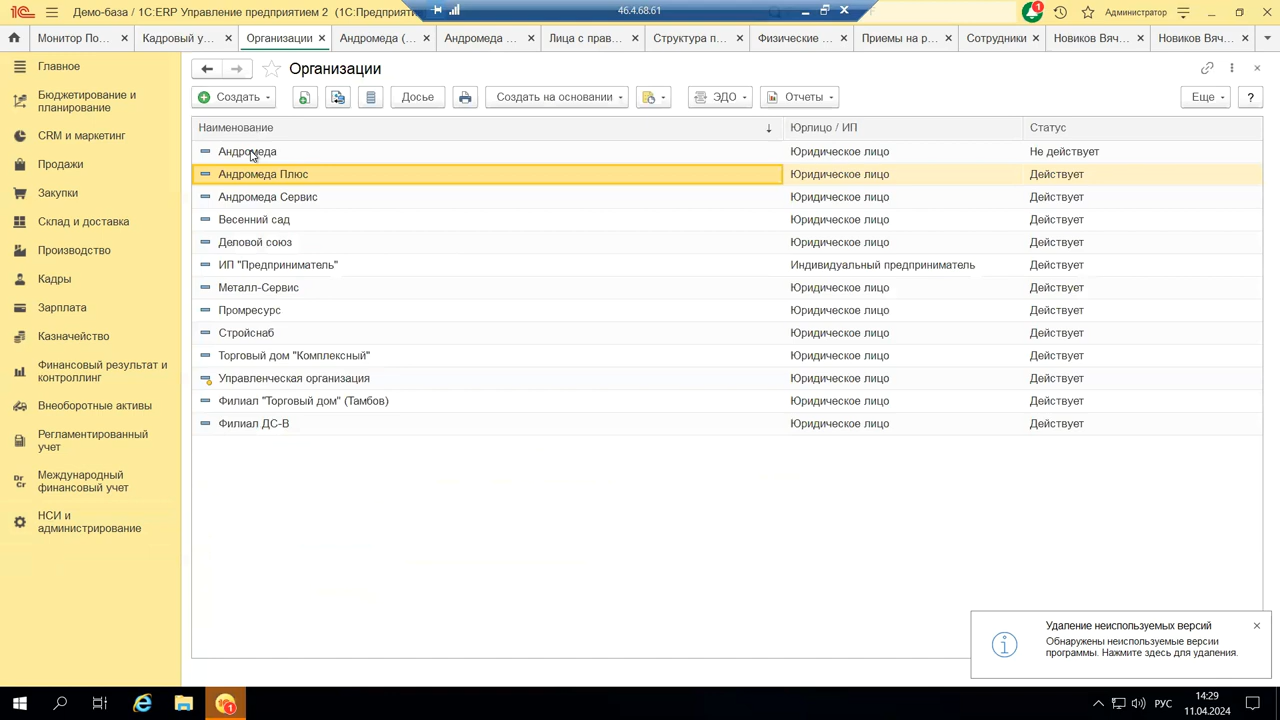 Демо-база / 1С:ERP Управление предприятием 2 (1С:Предприяти
46.4.68.61
1
Администратор
Монитор По...
Кадровый у...
Организации
Андромеда (...
Андромеда ...
Лица с прав...
Структура п...
Физические ...
Приемы на р...
Сотрудники
Новиков Вяч...
Новиков Вяч...
Главное
Бюджетирование и
планирование
CRM и маркетинг
Продажи
Закупки
Склад и доставка
Производство
Кадры
Зарплата
Казначейство
Финансовый результат и
контроллинг
Внеоборотные активы
Регламентированный
учет
Международный
финансовый учет
НСИ и
администрирование
Организации
Создать
Досье
Создать на основании
ЭДО
Отчеты
Еще
?
Наименование ↓ Юрлицо / ИП Статус
Андромеда Юридическое лицо Не действует
Андромеда Плюс Юридическое лицо Действует
Андромеда Сервис Юридическое лицо Действует
Весенний сад Юридическое лицо Действует
Деловой союз Юридическое лицо Действует
ИП "Предприниматель" Индивидуальный предприниматель Действует
Металл-Сервис Юридическое лицо Действует
Промресурс Юридическое лицо Действует
Стройснаб Юридическое лицо Действует
Торговый дом "Комплексный" Юридическое лицо Действует
Управленческая организация Юридическое лицо Действует
Филиал "Торговый дом" (Тамбов) Юридическое лицо Действует
Филиал ДС-В Юридическое лицо Действует
Удаление неиспользуемых версий
Обнаружены неиспользуемые версии
программы. Нажмите здесь для удаления.
1
РУС
14:29
11.04.2024